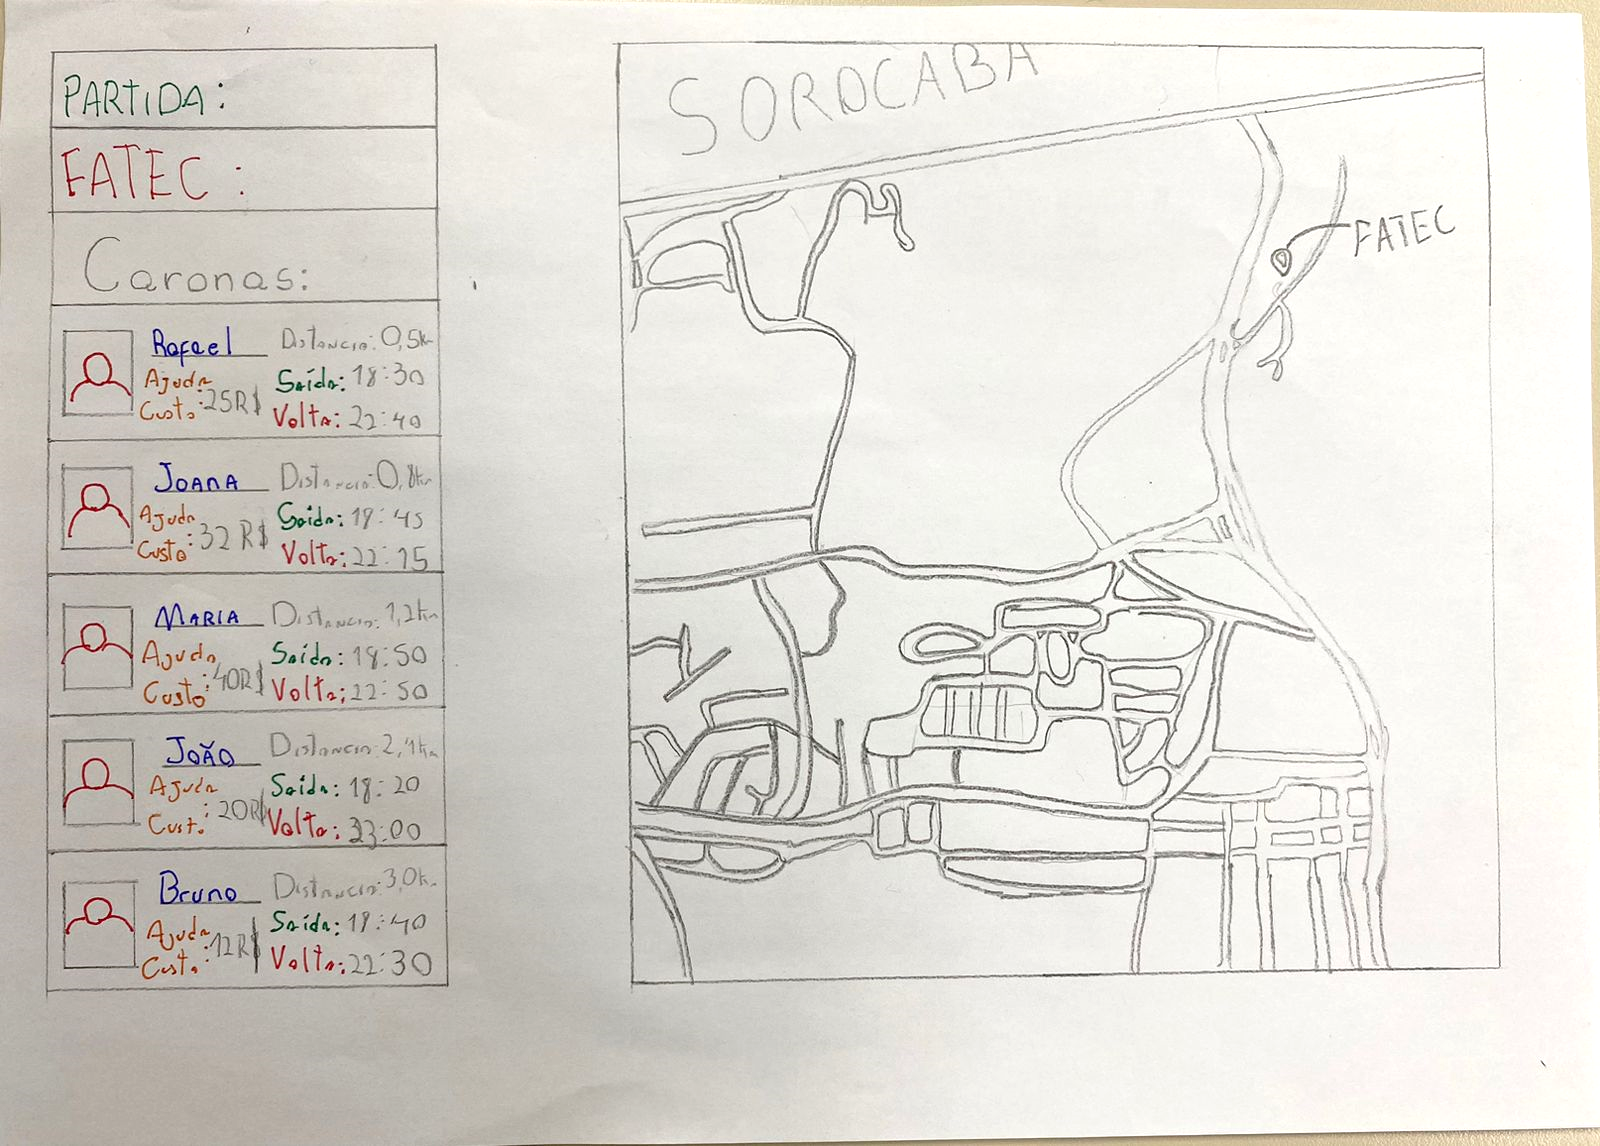 PARTIDA:
FATEC :
Caronas:
Rafael Distancia: 0,5km
Ajuda Saída: 18:30
Custo: 25R$ Volta: 22:40
JOANA Distancia: 0,8km
Ajuda Saída: 18:45
Custo: 32 R$ Volta: 22:15
MARIA Distancia: 1,2km
Ajuda Saída: 18:50
Custo: 40R$ Volta: 22:50
JOÃO Distancia: 2,4km
Ajuda Saída: 18:20
Custo: 20R$ Volta: 23:00
Bruno Distancia: 3,0km
Ajuda Saída: 18:40
Custo: 12R$ Volta: 22:30
SOROCABA
FATEC